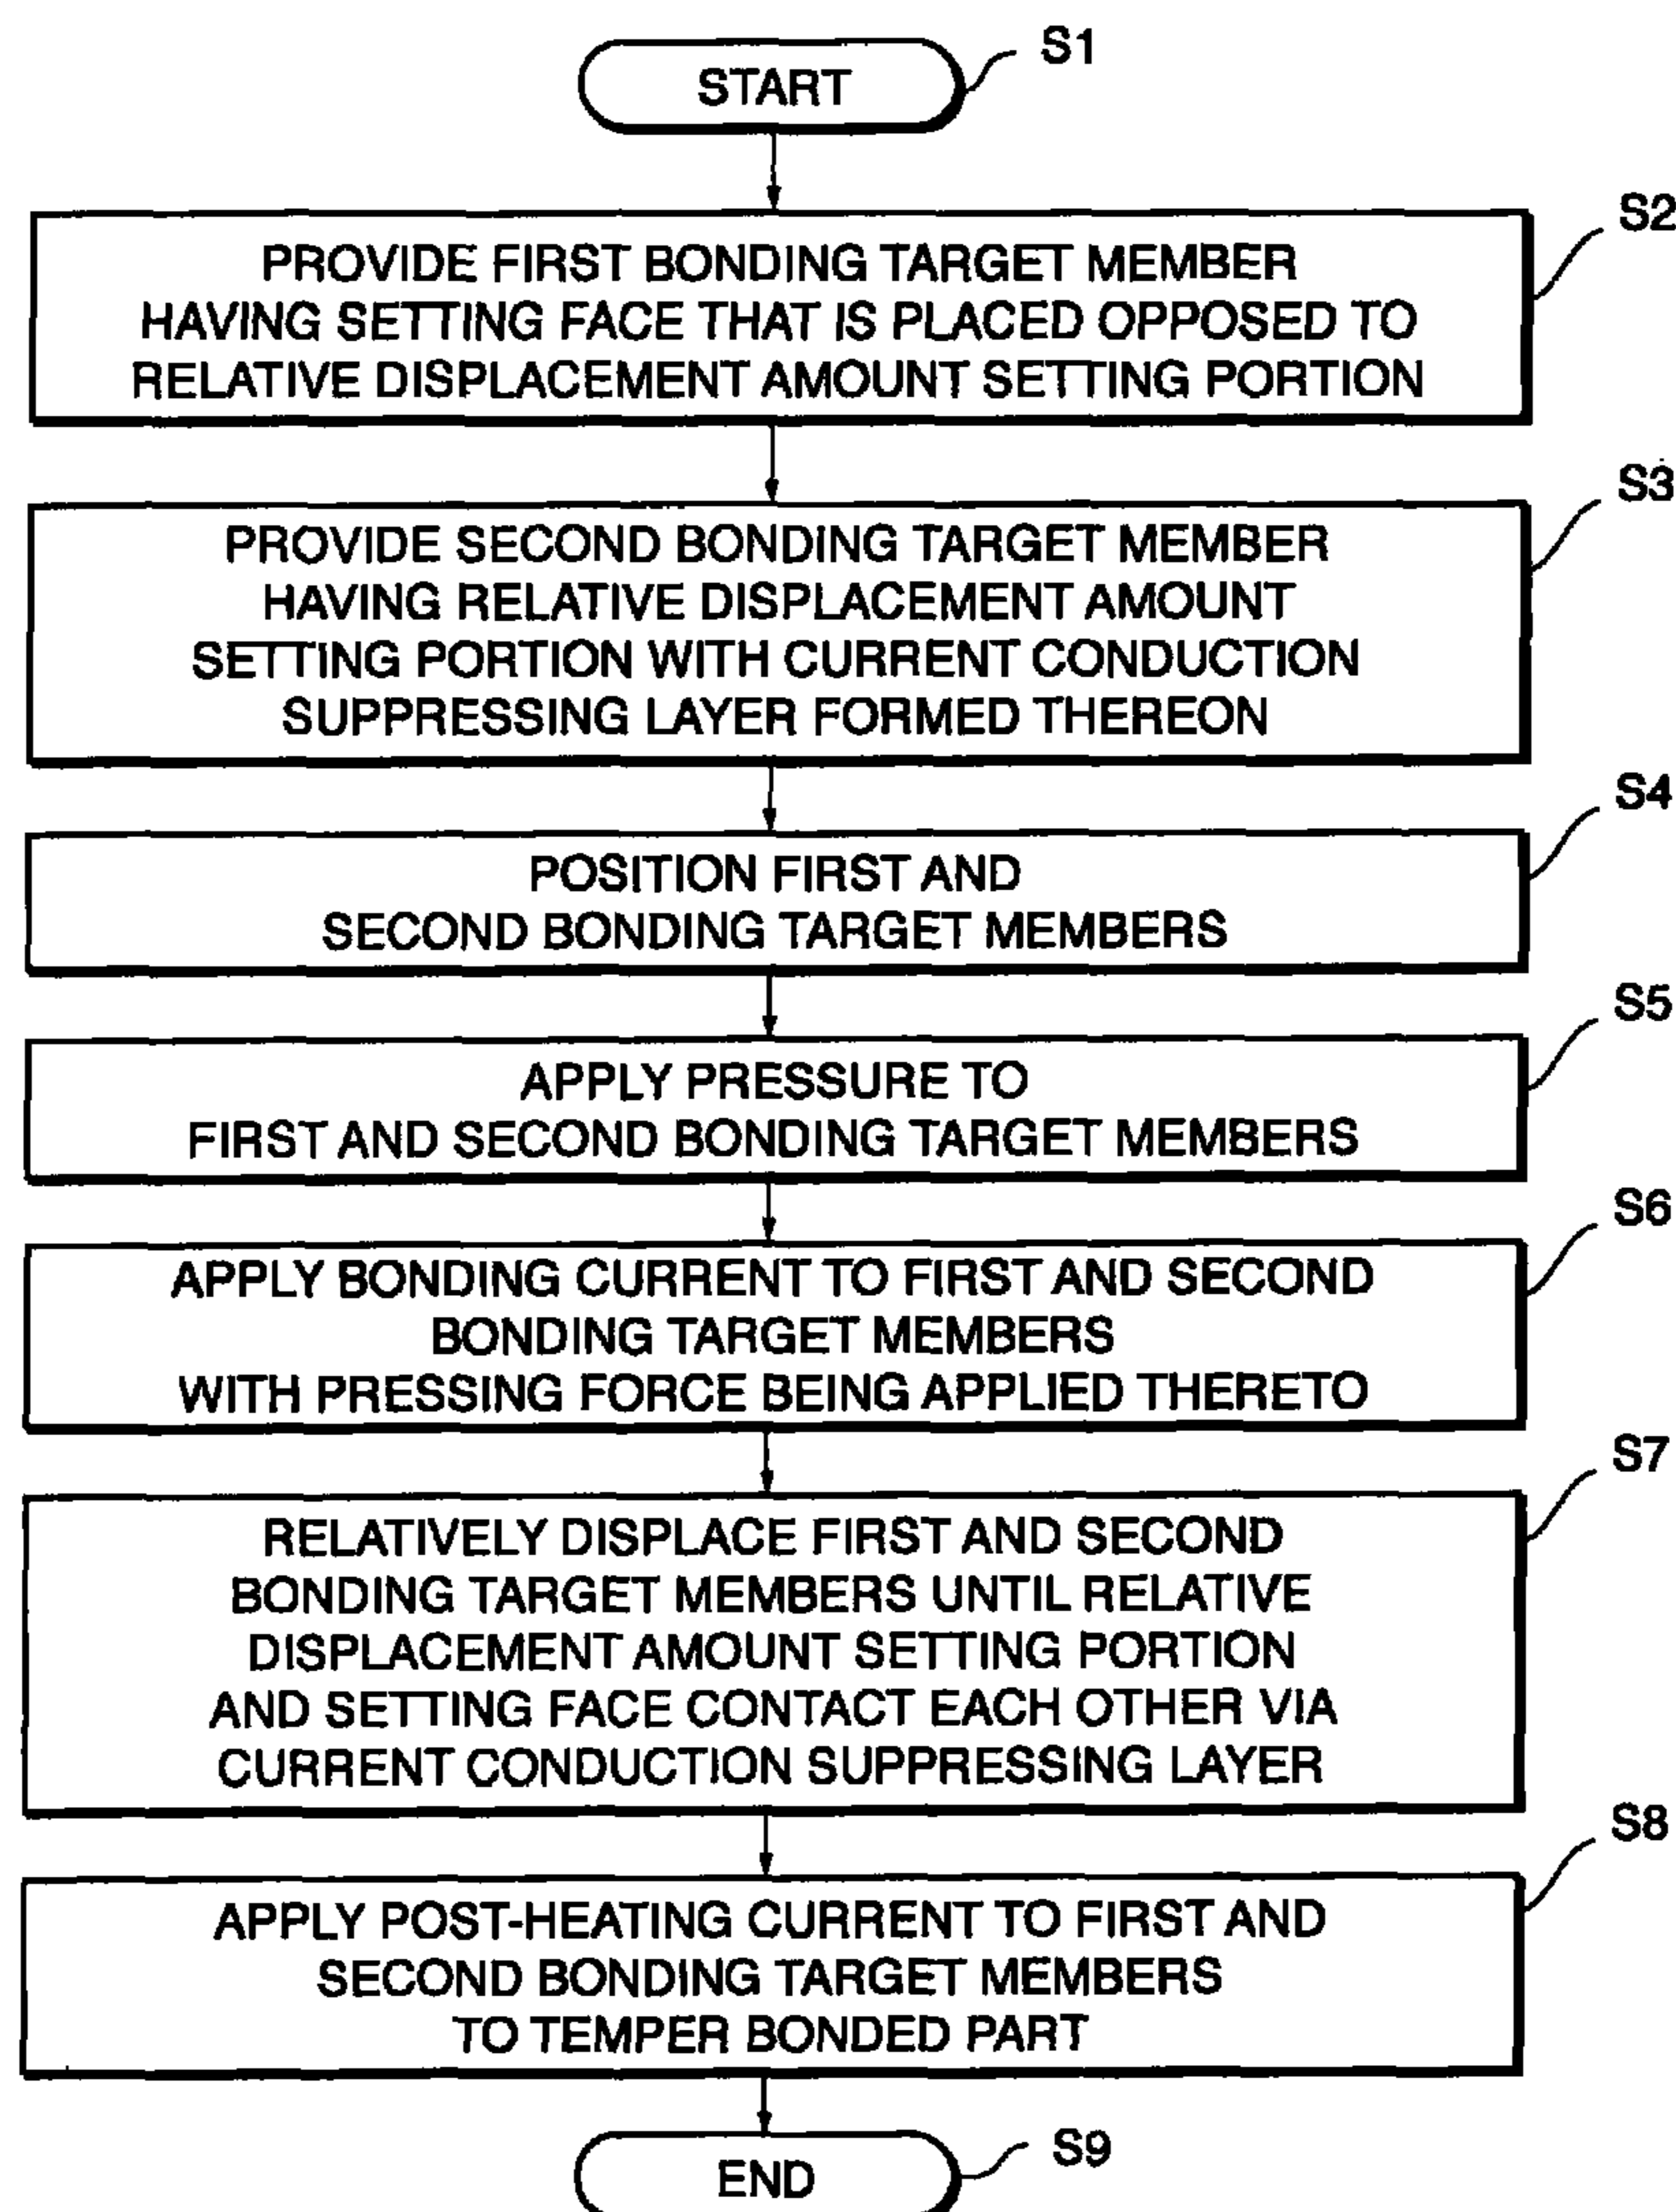 START
S1
PROVIDE FIRST BONDING TARGET MEMBER
HAVING SETTING FACE THAT IS PLACED OPPOSED TO
RELATIVE DISPLACEMENT AMOUNT SETTING PORTION
S2
PROVIDE SECOND BONDING TARGET MEMBER
HAVING RELATIVE DISPLACEMENT AMOUNT
SETTING PORTION WITH CURRENT CONDUCTION
SUPPRESSING LAYER FORMED THEREON
S3
POSITION FIRST AND
SECOND BONDING TARGET MEMBERS
S4
APPLY PRESSURE TO
FIRST AND SECOND BONDING TARGET MEMBERS
S5
APPLY BONDING CURRENT TO FIRST AND SECOND
BONDING TARGET MEMBERS
WITH PRESSING FORCE BEING APPLIED THERETO
S6
RELATIVELY DISPLACE FIRST AND SECOND
BONDING TARGET MEMBERS UNTIL RELATIVE
DISPLACEMENT AMOUNT SETTING PORTION
AND SETTING FACE CONTACT EACH OTHER VIA
CURRENT CONDUCTION SUPPRESSING LAYER
S7
APPLY POST-HEATING CURRENT TO FIRST AND
SECOND BONDING TARGET MEMBERS
TO TEMPER BONDED PART
S8
END
S9